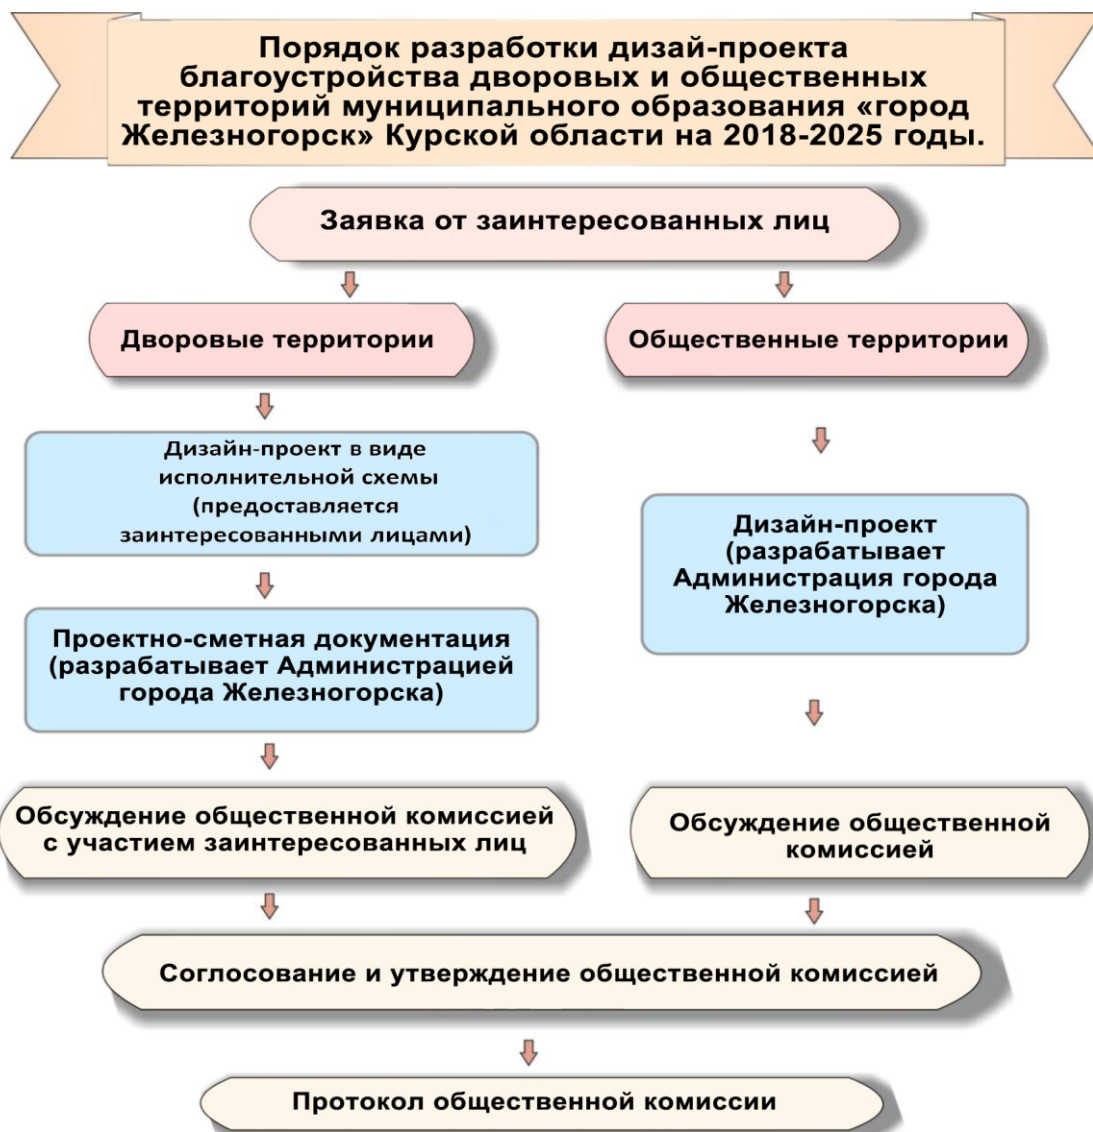 Порядок разработки дизай-проекта
благоустройства дворовых и общественных
территорий муниципального образования «город
Железногорск» Курской области на 2018-2025 годы.
Заявка от заинтересованных лиц
Дворовые территории
Общественные территории
Дизайн-проект в виде
исполнительной схемы
(предоставляется
заинтересованными лицами)
Дизайн-проект
(разрабатывает
Администрация города
Железногорска)
Проектно-сметная документация
(разрабатывает Администрацией
города Железногорска)
Обсуждение общественной комиссией
с участием заинтересованных лиц
Обсуждение общественной
комиссией
Соглосование и утверждение общественной комиссией
Протокол общественной комиссии